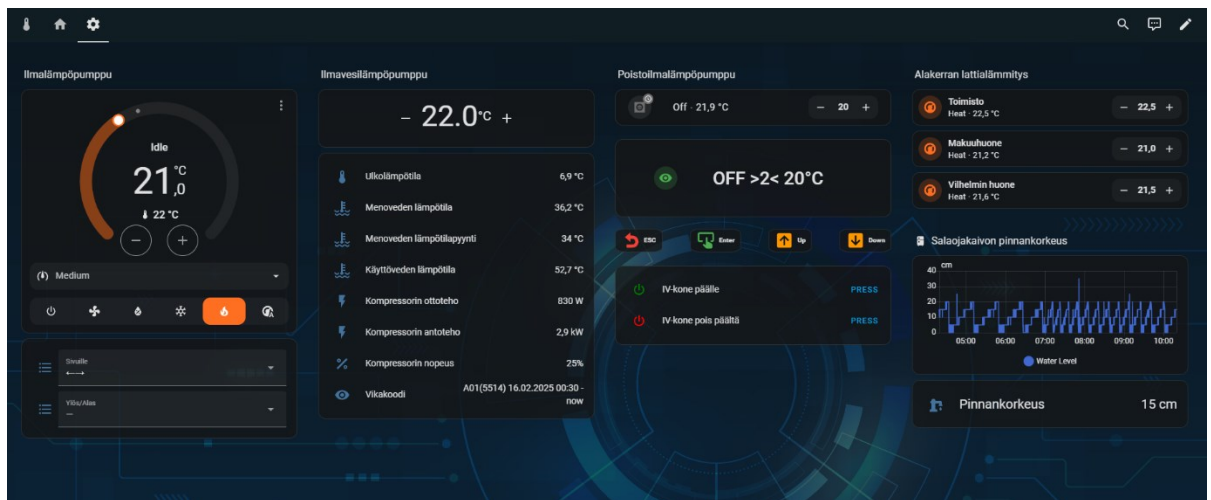 Ilmalämpöpumppu
Idle
21,0 °C
22 °C
Medium
Sivuille
Ylös/Alas
Ilmavesilämpöpumppu
– 22.0 °C +
Ulkolämpötila 6,9 °C
Menoveden lämpötila 36,2 °C
Menoveden lämpötilapyynti 34 °C
Käyttöveden lämpötila 52,7 °C
Kompressorin ottoteho 830 W
Kompressorin antoteho 2,9 kW
Kompressorin nopeus 25%
Vikakoodi A01(5514) 16.02.2025 00:30 -
now
Poistoilmalämpöpumppu
Off · 21,9 °C – 20 +
OFF >2< 20°C
ESC Enter Up Down
IV-kone päälle PRESS
IV-kone pois päältä PRESS
Alakerran lattialämmitys
Toimisto
Heat · 22,5 °C – 22,5 +
Makuuhuone
Heat · 21,2 °C – 21,0 +
Vilhelmin huone
Heat · 21,6 °C – 21,5 +
Salaojakaivon pinnankorkeus
cm
40
30
20
10
0
05:00 06:00 07:00 08:00 09:00 10:00
Water Level
Pinnankorkeus 15 cm